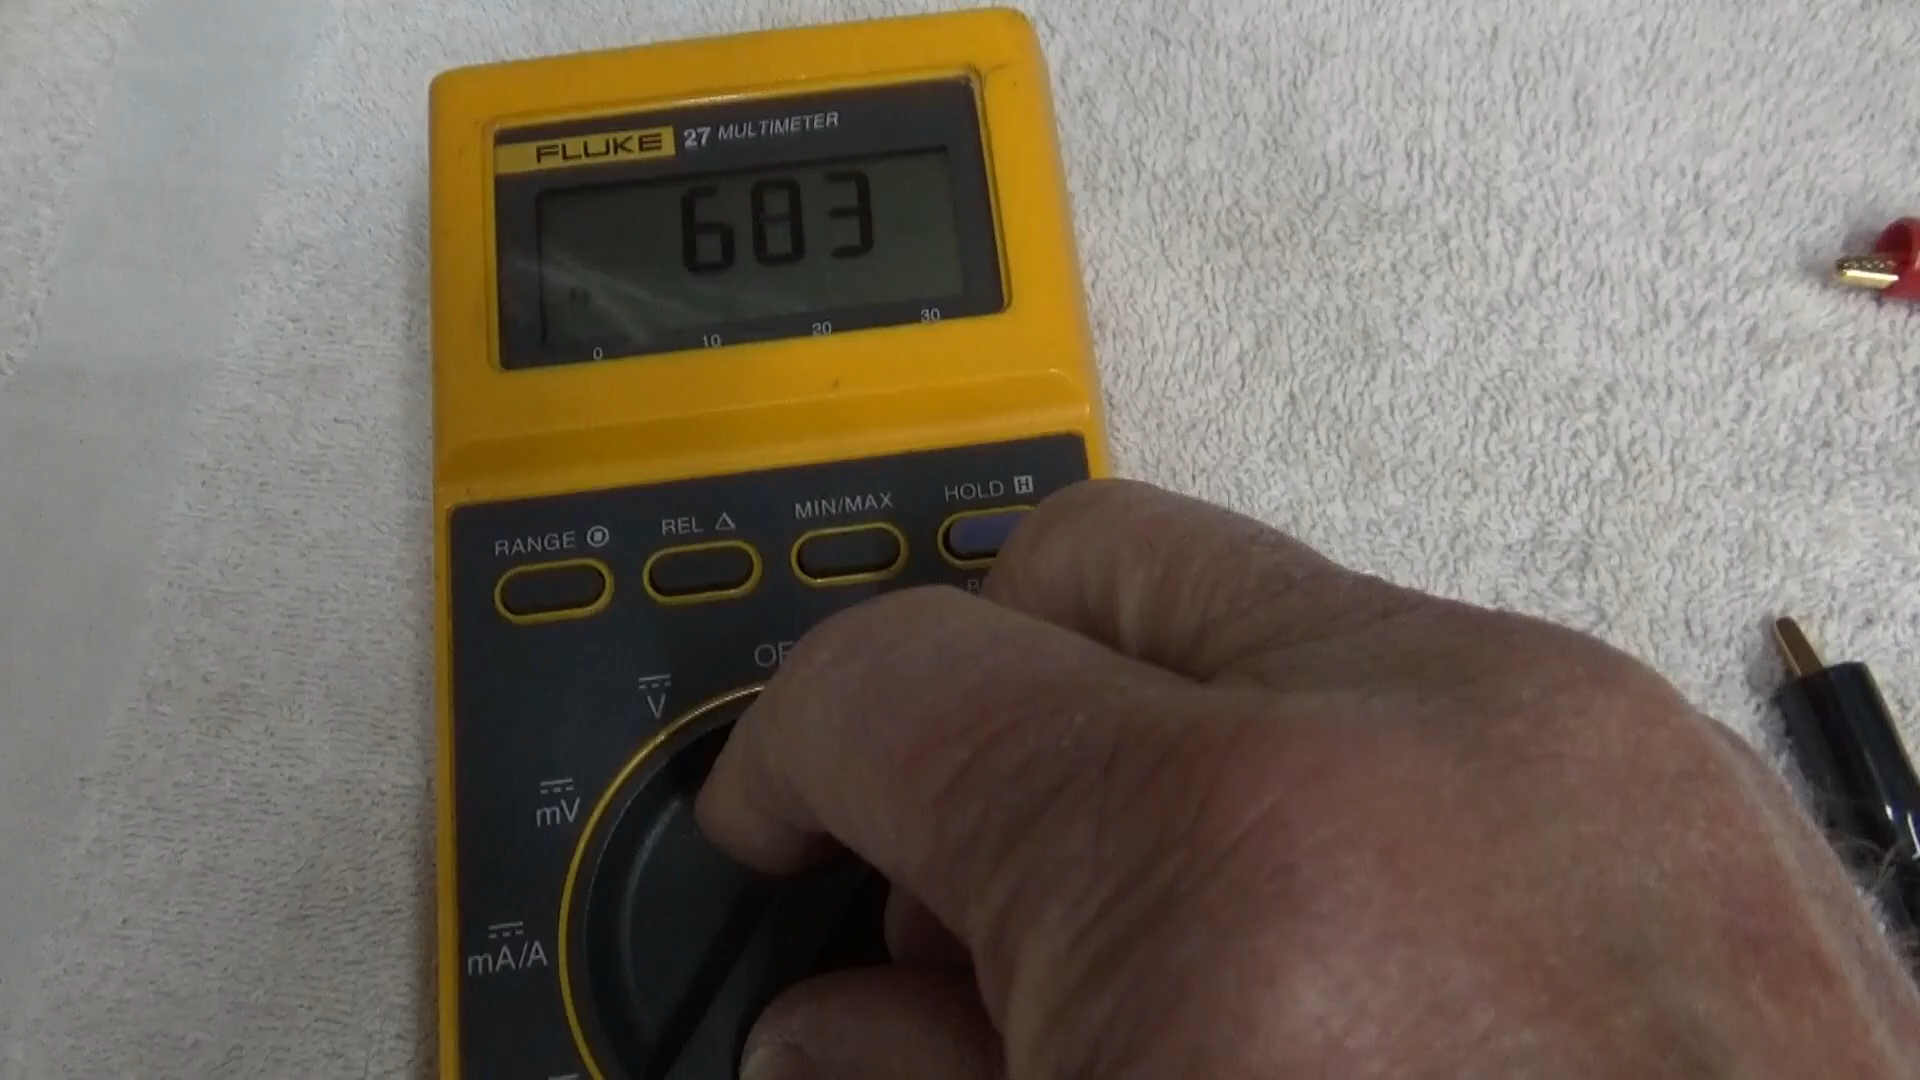 FLUKE 27 MULTIMETER
683
0 10 20 30
RANGE REL △ MIN/MAX HOLD H
V
mV
mA/A